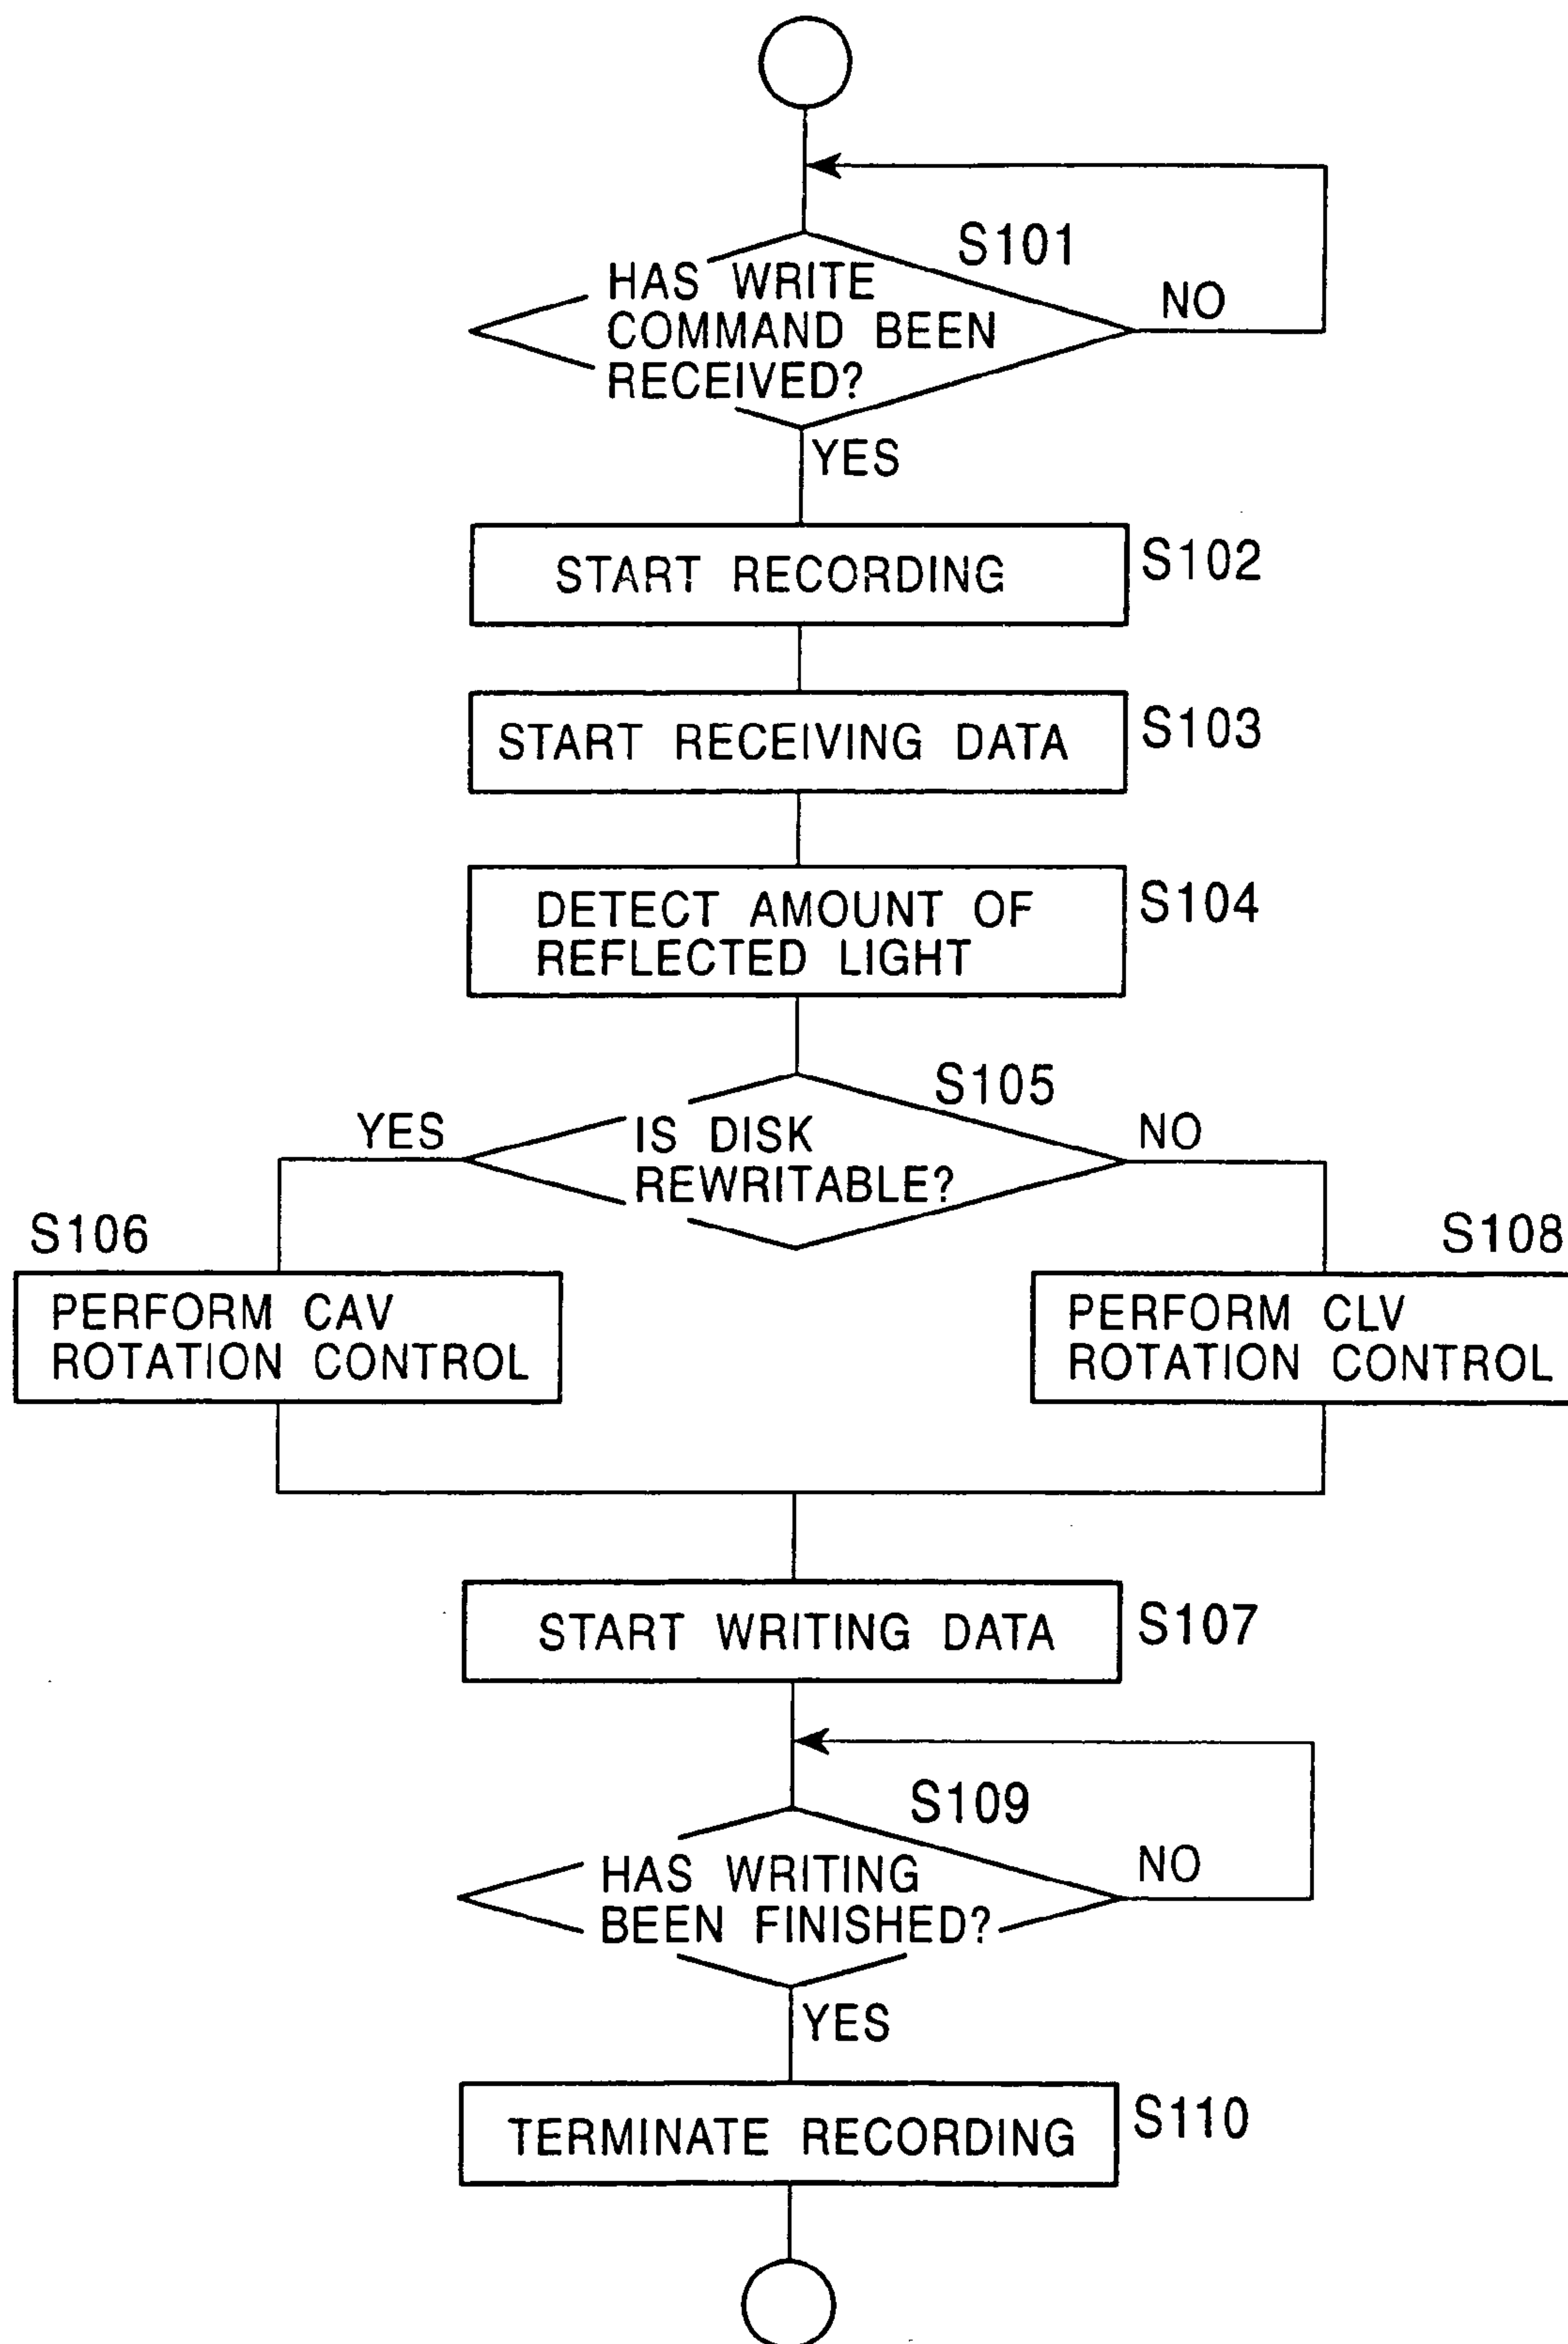 S101
HAS WRITE
COMMAND BEEN
RECEIVED?
NO
YES
START RECORDING
S102
START RECEIVING DATA
S103
DETECT AMOUNT OF
REFLECTED LIGHT
S104
S105
YES
IS DISK
REWRITABLE?
NO
S106
PERFORM CAV
ROTATION CONTROL
S108
PERFORM CLV
ROTATION CONTROL
START WRITING DATA
S107
S109
HAS WRITING
BEEN FINISHED?
NO
YES
TERMINATE RECORDING
S110